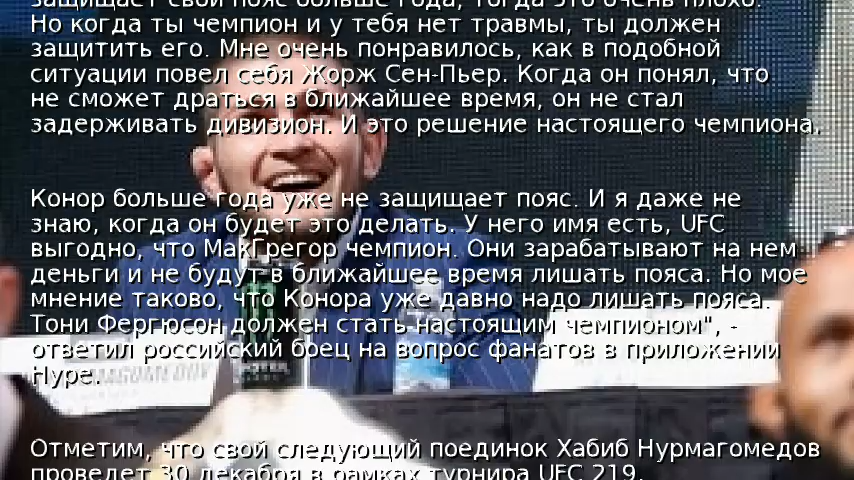 защищает свой пояс больше года, тогда это очень плохо.
Но когда ты чемпион и у тебя нет травмы, ты должен
защитить его. Мне очень понравилось, как в подобной
ситуации повел себя Жорж Сен-Пьер. Когда он понял, что
не сможет драться в ближайшее время, он не стал
задерживать дивизион. И это решение настоящего чемпиона.
Конор больше года уже не защищает пояс. И я даже не
знаю, когда он будет это делать. У него имя есть, UFC
выгодно, что МакГрегор чемпион. Они зарабатывают на нем
деньги и не будут в ближайшее время лишать пояса. Но мое
мнение таково, что Конора уже давно надо лишать пояса.
Тони Фергюсон должен стать настоящим чемпионом", -
ответил российский боец на вопрос фанатов в приложении
Hype.
Отметим, что свой следующий поединок Хабиб Нурмагомедов
проведет 30 декабря в рамках турнира UFC 219.